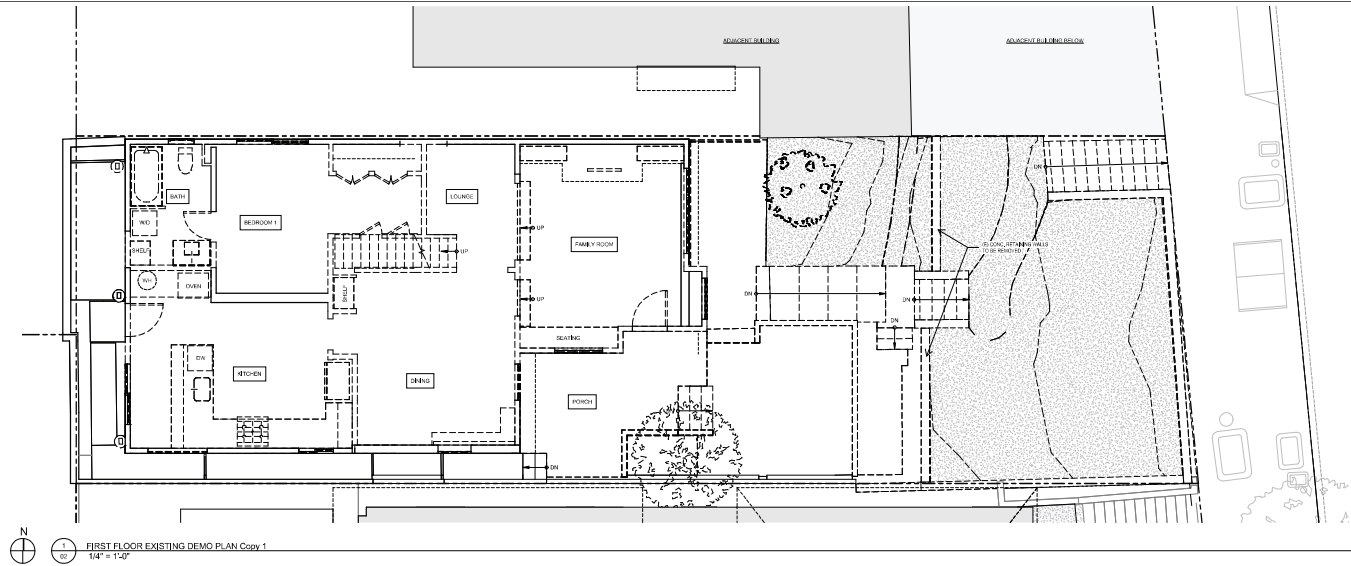 ADJACENT BUILDING
ADJACENT BUILDING BELOW
DN
BATH
LOUNGE
W/D
BEDROOM 1
UP
FAMILY ROOM
(E) CONC. RETAINING WALLS
TO BE REMOVED
SHELF
UP
WH
OVEN
SHELF
DN
DN
UP
DN
SEATING
DW
KITCHEN
DINING
PORCH
DN
N
1
02
FIRST FLOOR EXISTING DEMO PLAN Copy 1
1/4" = 1'-0"